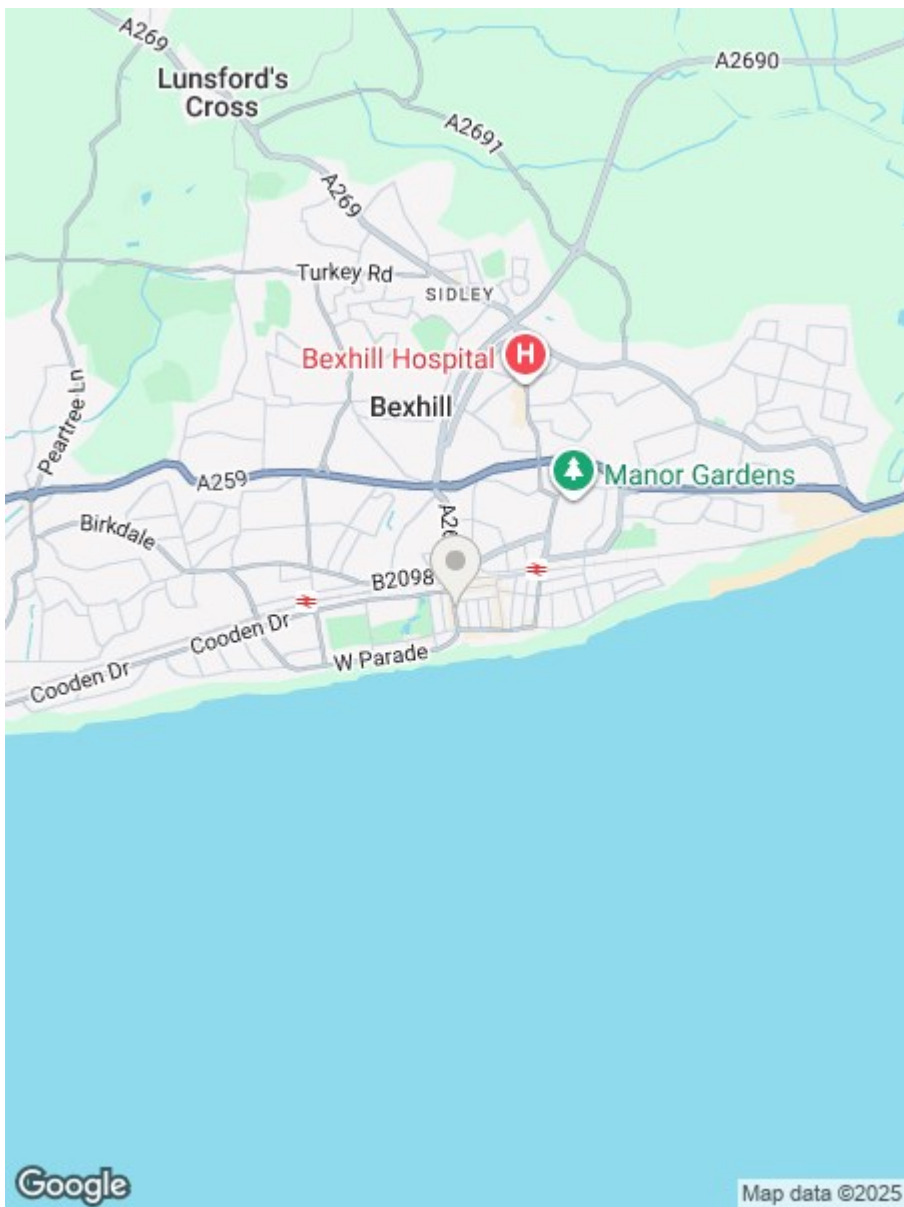 A269
Lunsford's
Cross
A2690
A2691
A269
Turkey Rd
SIDLEY
Bexhill Hospital
H
Bexhill
Peartree Ln
A259
Manor Gardens
A26
Birkdale
B2098
Cooden Dr
W Parade
Cooden Dr
Google
Map data ©2025